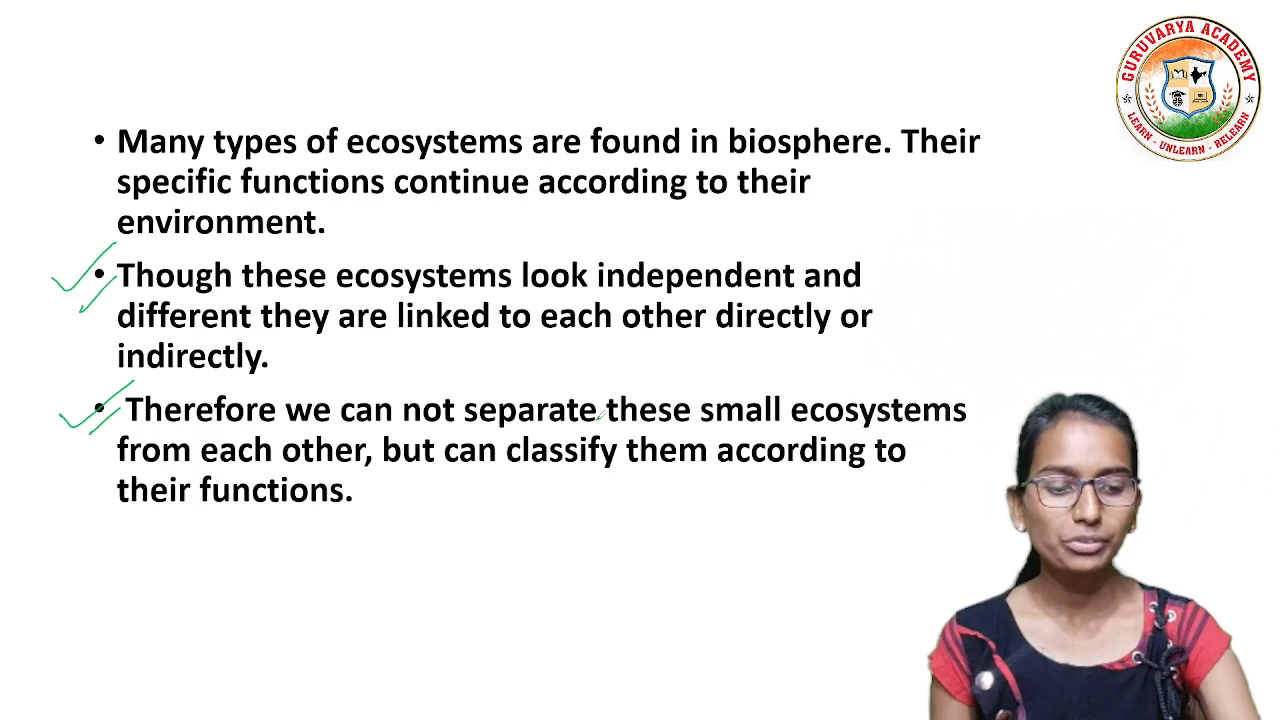 GURUVARYA ACADEMY
LEARN - UNLEARN - RELEARN
• Many types of ecosystems are found in biosphere. Their
specific functions continue according to their
environment.
• Though these ecosystems look independent and
different they are linked to each other directly or
indirectly.
• Therefore we can not separate these small ecosystems
from each other, but can classify them according to
their functions.